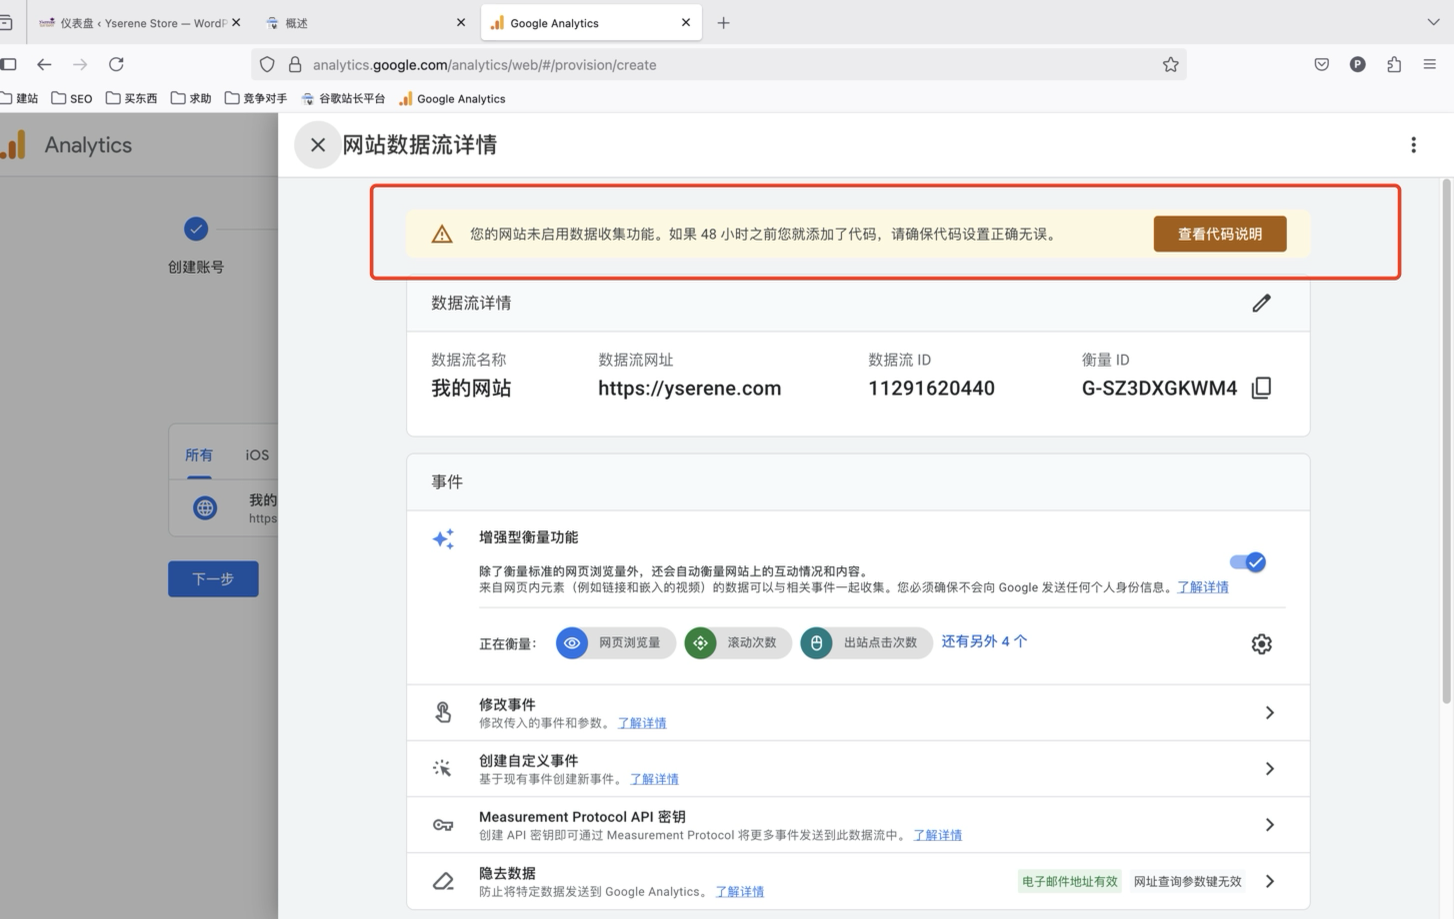 仪表盘 ‹ Yserene Store — WordP
概述
Google Analytics
analytics.google.com/analytics/web/#/provision/create
P
建站
SEO
买东西
求助
竞争对手
谷歌站长平台
Google Analytics
Analytics
网站数据流详情
创建账号
您的网站未启用数据收集功能。如果 48 小时之前您就添加了代码，请确保代码设置正确无误。
查看代码说明
数据流详情
数据流名称
数据流网址
数据流 ID
衡量 ID
我的网站
https://yserene.com
11291620440
G-SZ3DXGKWM4
所有
iOS
我的
https
下一步
事件
增强型衡量功能
除了衡量标准的网页浏览量外，还会自动衡量网站上的互动情况和内容。
来自网页内元素（例如链接和嵌入的视频）的数据可以与相关事件一起收集。您必须确保不会向 Google 发送任何个人身份信息。了解详情
正在衡量：
网页浏览量
滚动次数
出站点击次数
还有另外 4 个
修改事件
修改传入的事件和参数。了解详情
创建自定义事件
基于现有事件创建新事件。了解详情
Measurement Protocol API 密钥
创建 API 密钥即可通过 Measurement Protocol 将更多事件发送到此数据流中。了解详情
隐去数据
防止将特定数据发送到 Google Analytics。了解详情
电子邮件地址有效
网址查询参数键无效